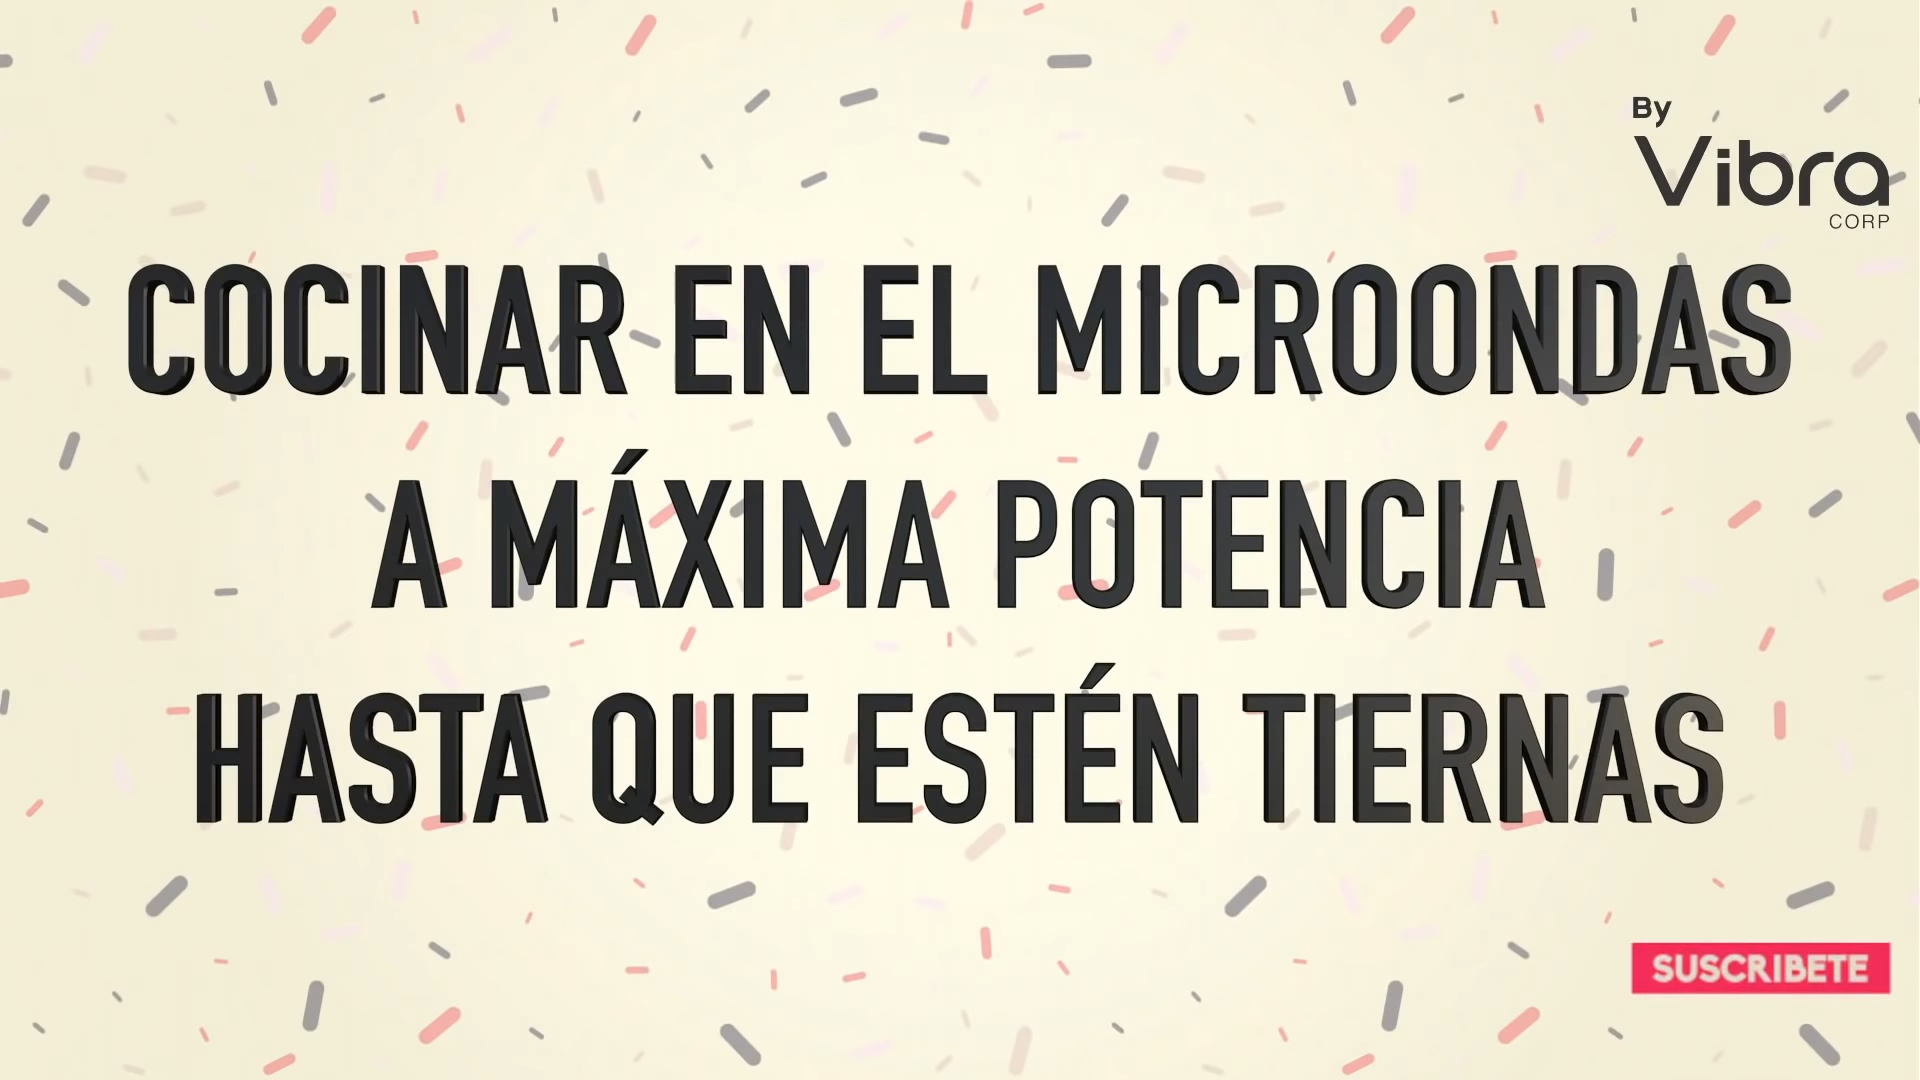 By
Vibra
CORP
COCINAR EN EL MICROONDAS
A MÁXIMA POTENCIA
HASTA QUE ESTÉN TIERNAS
SUSCRIBETE